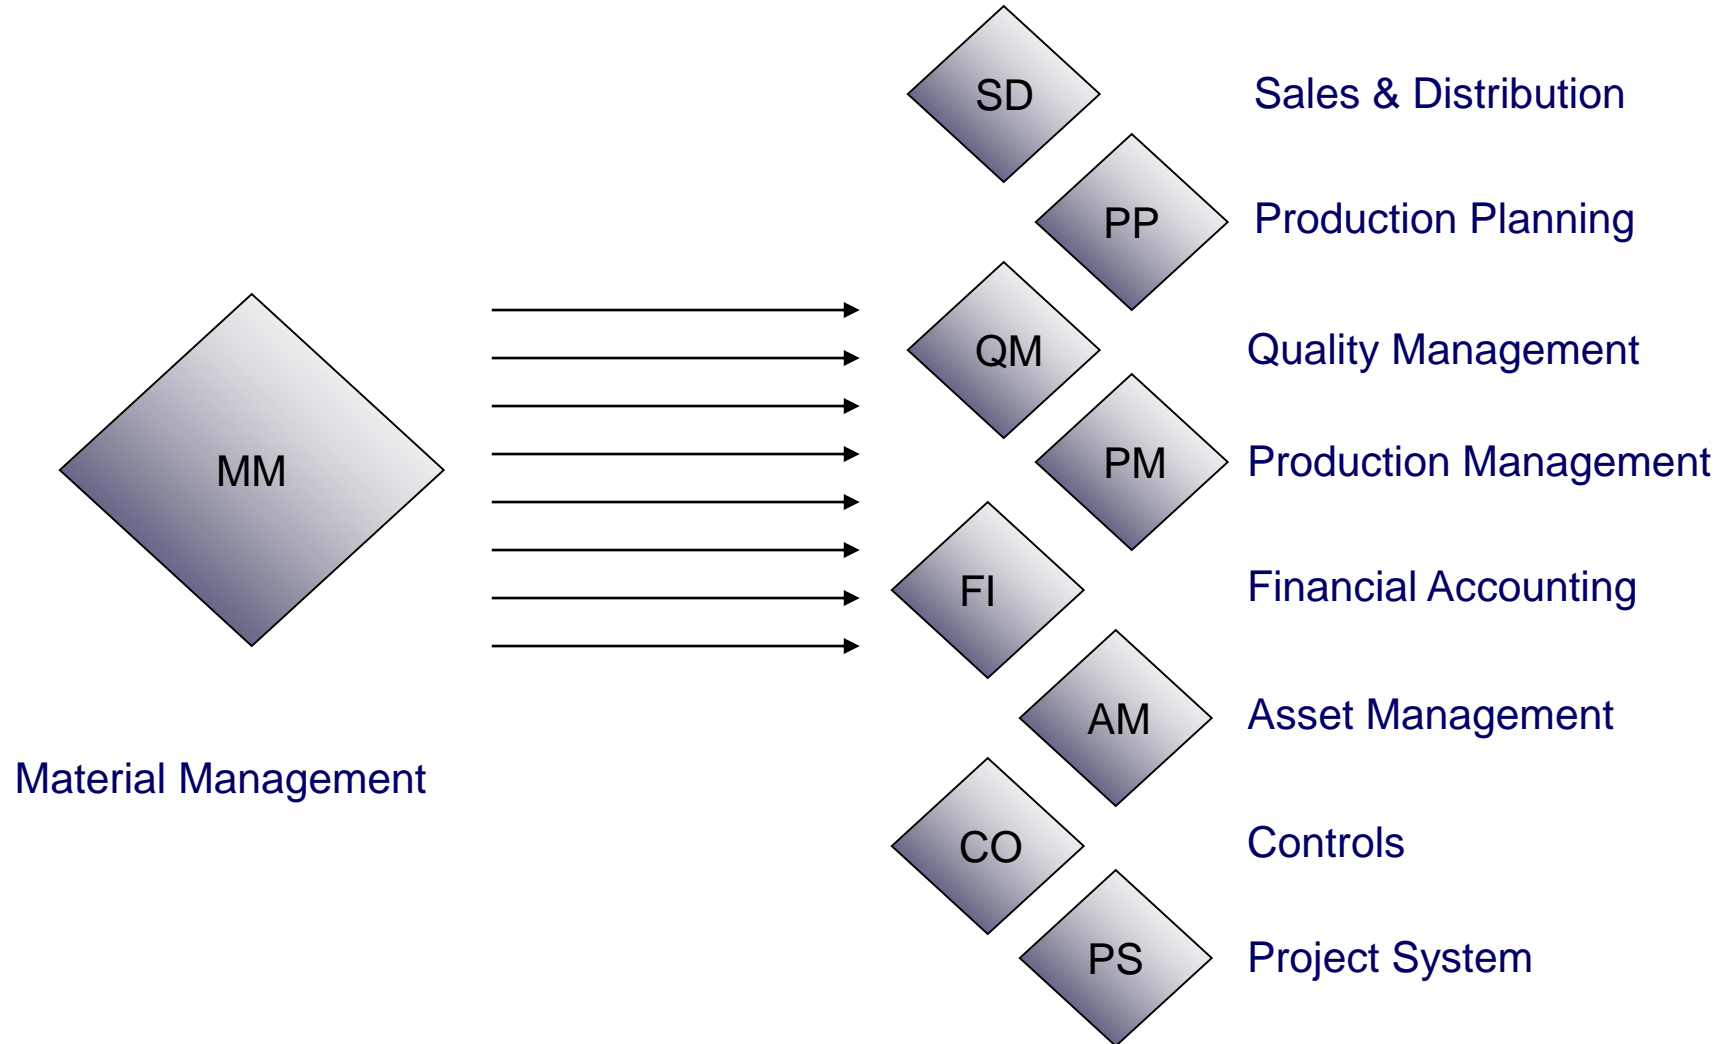 SD Sales & Distribution
PP Production Planning
QM Quality Management
PM Production Management
MM
FI Financial Accounting
AM Asset Management
Material Management
CO Controls
PS Project System